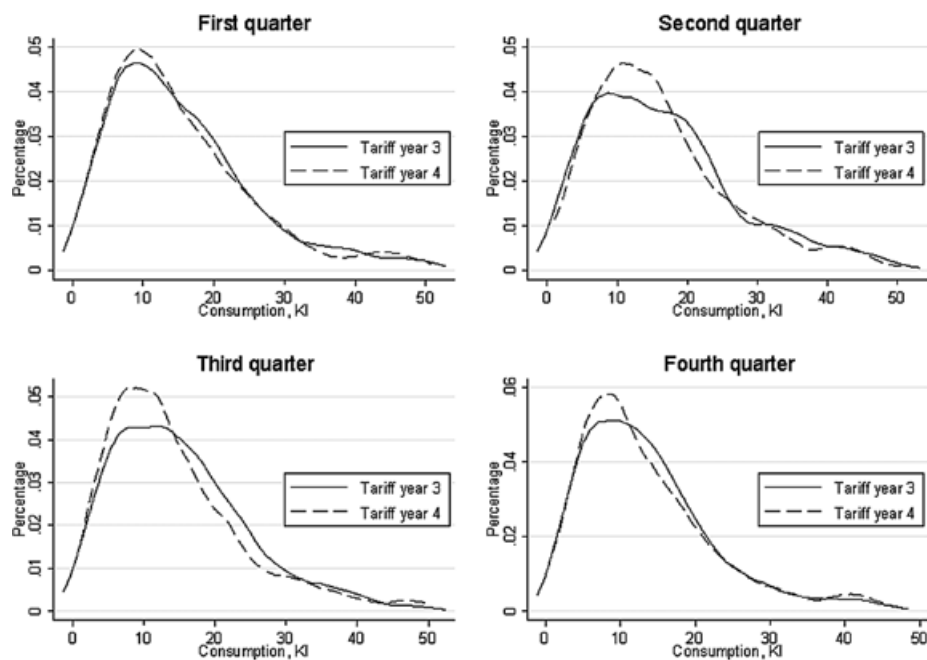 First quarter
Percentage
0 .01 .02 .03 .04 .05
Tariff year 3
Tariff year 4
0 10 20 30 40 50
Consumption, Kl
Second quarter
Percentage
0 .01 .02 .03 .04 .05
Tariff year 3
Tariff year 4
0 10 20 30 40 50
Consumption, Kl
Third quarter
Percentage
0 .01 .02 .03 .04 .05
Tariff year 3
Tariff year 4
0 10 20 30 40 50
Consumption, Kl
Fourth quarter
Percentage
0 .02 .04 .06
Tariff year 3
Tariff year 4
0 10 20 30 40 50
Consumption, Kl